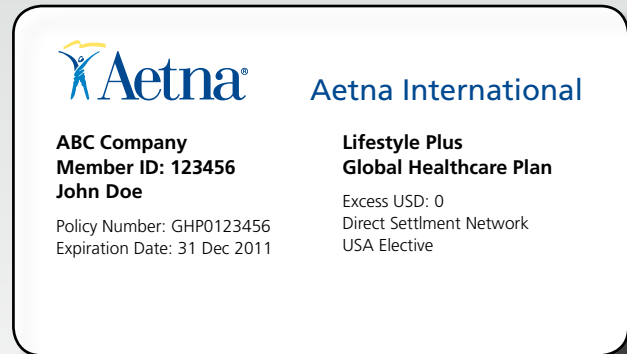 Aetna®
Aetna International
ABC Company
Member ID: 123456
John Doe
Policy Number: GHP0123456
Expiration Date: 31 Dec 2011
Lifestyle Plus
Global Healthcare Plan
Excess USD: 0
Direct Settlment Network
USA Elective